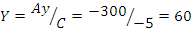 Y = Ay/C = −300/−5 = 60